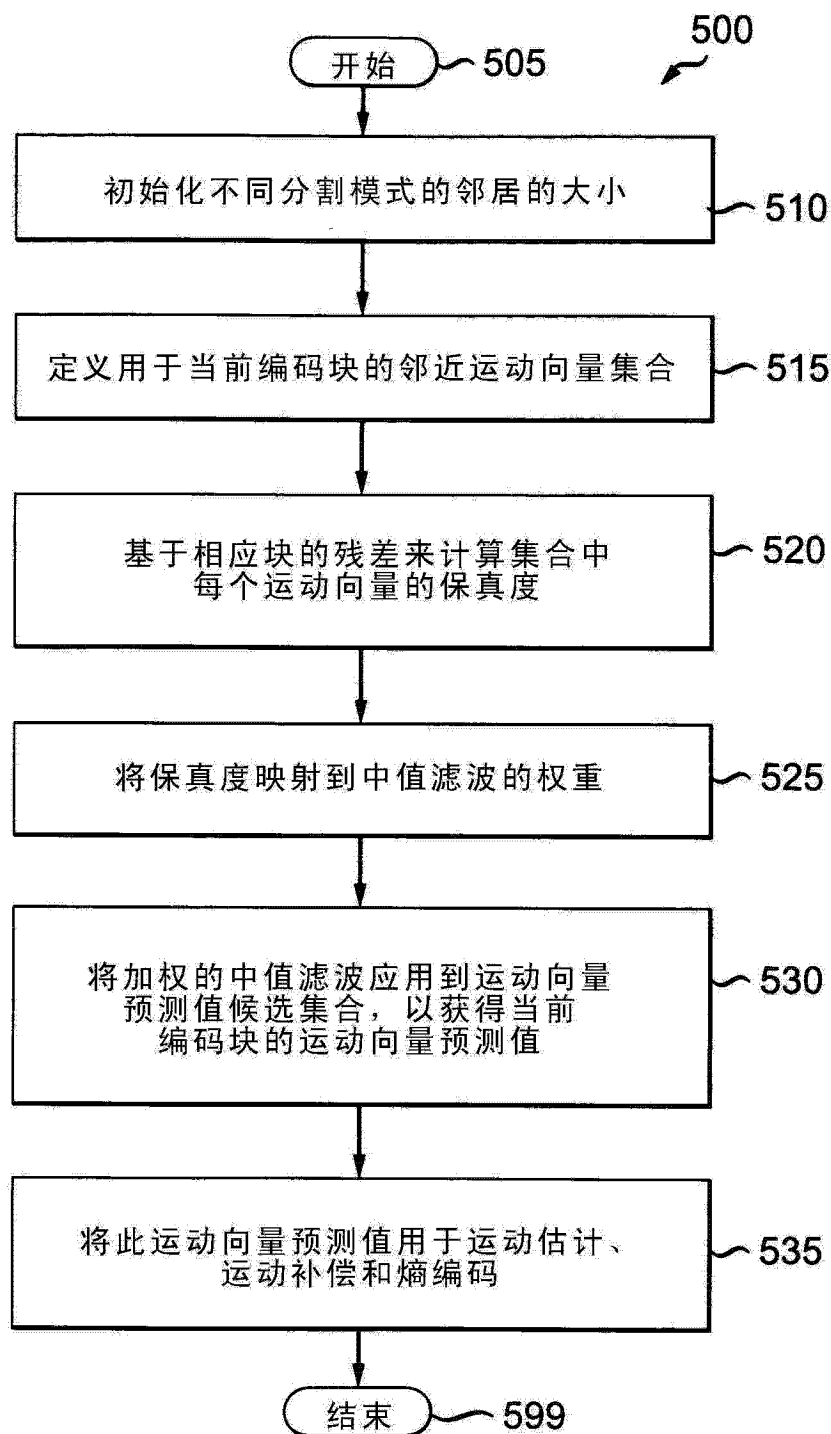 500
开始
505
初始化不同分割模式的邻居的大小
510
定义用于当前编码块的邻近运动向量集合
515
基于相应块的残差来计算集合中
每个运动向量的保真度
520
将保真度映射到中值滤波的权重
525
将加权的中值滤波应用到运动向量
预测值候选集合，以获得当前
编码块的运动向量预测值
530
将此运动向量预测值用于运动估计、
运动补偿和熵编码
535
结束
599